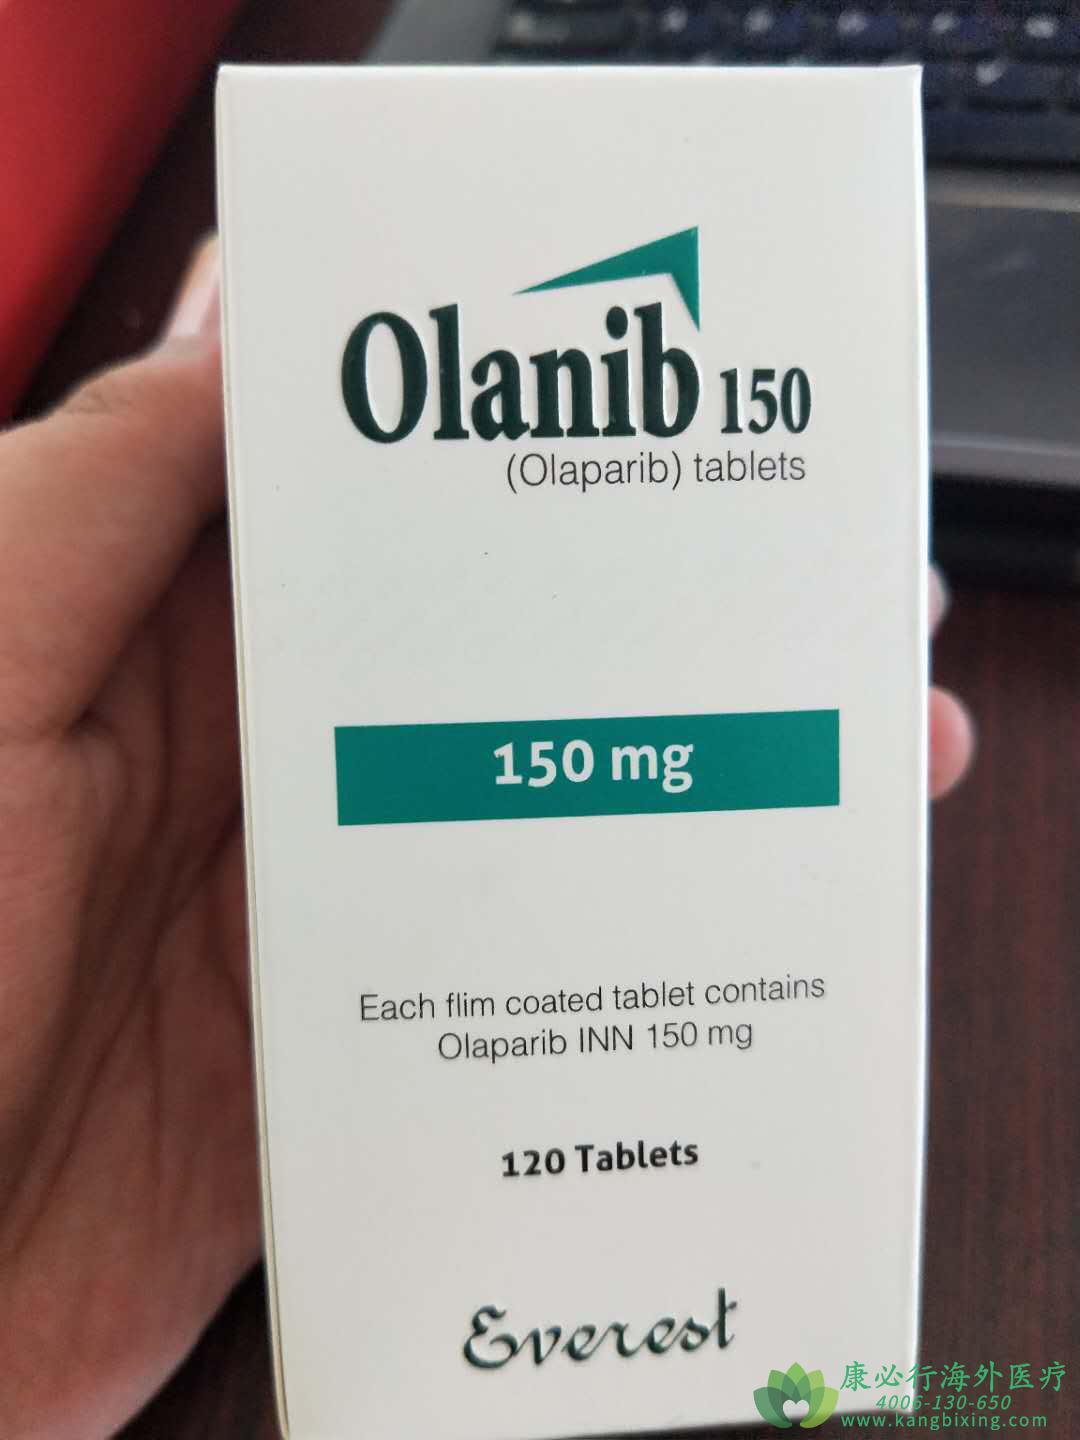 Olanib 150
(Olaparib) tablets
150 mg
Each flim coated tablet contains
Olaparib INN 150 mg
120 Tablets
Everest
康必行海外医疗
4006-130-650
www.kangbixing.com